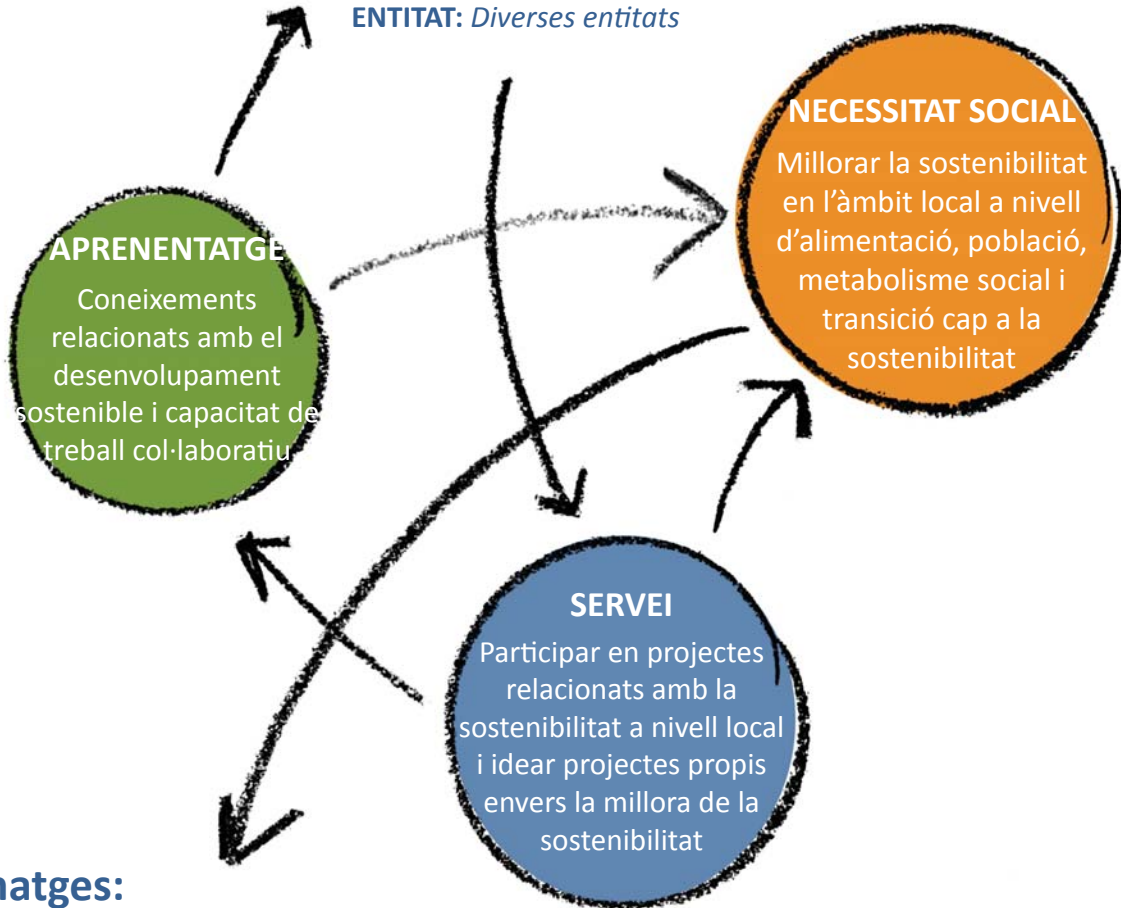 ENTITAT: Diverses entitats
NECESSITAT SOCIAL
Millorar la sostenibilitat
en l’àmbit local a nivell
d’alimentació, població,
metabolisme social i
transició cap a la
sostenibilitat
APRENENTATGE
Coneixements
relacionats amb el
desenvolupament
sostenible i capacitat de
treball col·laboratiu
SERVEI
Participar en projectes
relacionats amb la
sostenibilitat a nivell local
i idear projectes propis
envers la millora de la
sostenibilitat
natges: